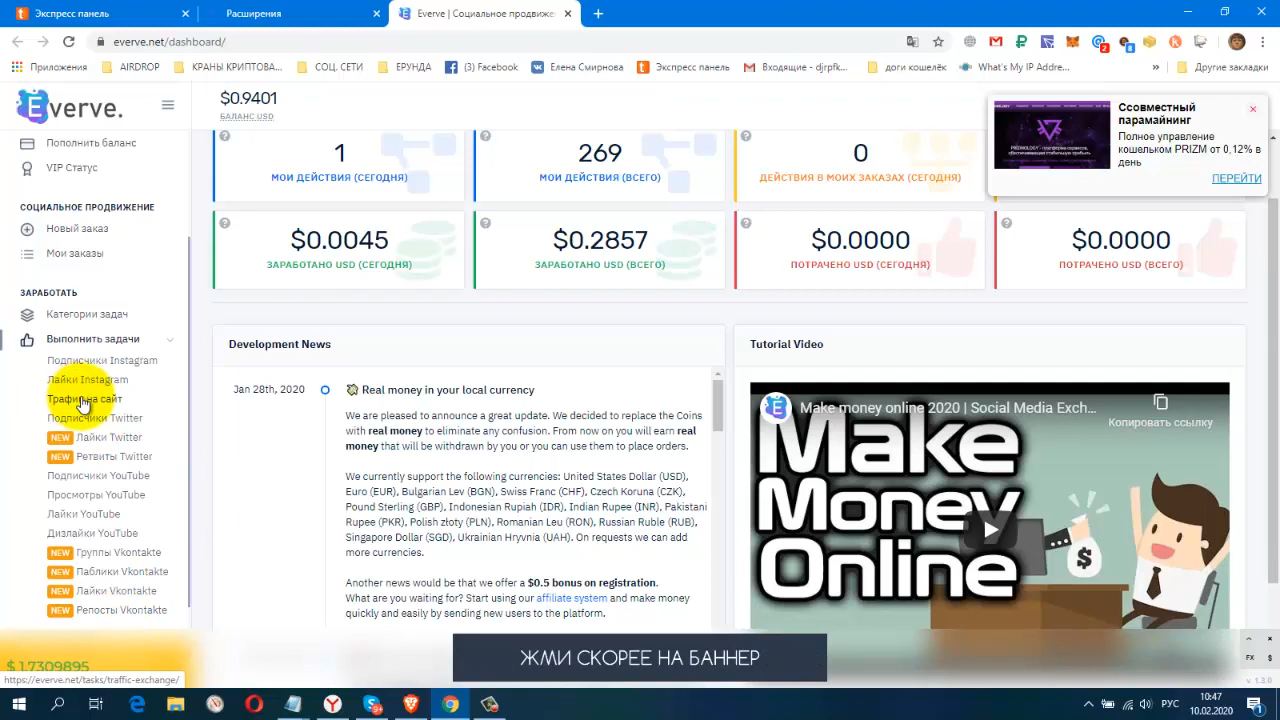 Экспресс панель
Расширения
Everve | Социальное продвиже
everve.net/dashboard/
Приложения
AIRDROP
КРАНЫ КРИПТОВА...
СОЦ. СЕТИ
ЕРУНДА
(3) Facebook
Елена Смирнова
Экспресс панель
Входящие - djrpfk...
доги кошелёк
What's My IP Addre...
»
Другие закладки
Everve.
$0.9401
БАЛАНС USD
Ссовместный
парамайнинг
Полное управление
кошельком PRIZM от 0,12% в
день
ПЕРЕЙТИ
Пополнить баланс
VIP Статус
СОЦИАЛЬНОЕ ПРОДВИЖЕНИЕ
Новый заказ
Мои заказы
ЗАРАБОТАТЬ
Категории задач
Выполнить задачи
Подписчики Instagram
Лайки Instagram
Трафик на сайт
Подписчики Twitter
NEW Лайки Twitter
NEW Ретвиты Twitter
Подписчики YouTube
Просмотры YouTube
Лайки YouTube
Дизлайки YouTube
NEW Группы Vkontakte
NEW Паблики Vkontakte
NEW Лайки Vkontakte
NEW Репосты Vkontakte
1
МОИ ДЕЙСТВИЯ (СЕГОДНЯ)
269
МОИ ДЕЙСТВИЯ (ВСЕГО)
0
ДЕЙСТВИЯ В МОИХ ЗАКАЗАХ (СЕГОДНЯ)
$0.0045
ЗАРАБОТАНО USD (СЕГОДНЯ)
$0.2857
ЗАРАБОТАНО USD (ВСЕГО)
$0.0000
ПОТРАЧЕНО USD (СЕГОДНЯ)
$0.0000
ПОТРАЧЕНО USD (ВСЕГО)
Development News
Jan 28th, 2020
Real money in your local currency
We are pleased to announce a great update. We decided to replace the Coins
with real money to eliminate any confusion. From now on you will earn real
money that will be withdrawn by you or you can use them to place orders.
We currently support the following currencies: United States Dollar (USD),
Euro (EUR), Bulgarian Lev (BGN), Swiss Franc (CHF), Czech Koruna (CZK),
Pound Sterling (GBP), Indonesian Rupiah (IDR), Indian Rupee (INR), Pakistani
Rupee (PKR), Polish złoty (PLN), Romanian Leu (RON), Russian Ruble (RUB),
Singapore Dollar (SGD), Ukrainian Hryvnia (UAH). On requests we can add
more currencies.
Another news would be that we offer a $0.5 bonus on registration.
What are you waiting for? Start using our affiliate system and make money
quickly and easily by sending new users to the platform.
Tutorial Video
Make money online 2020 | Social Media Exch...
Копировать ссылку
Make
Money
Online
$ 1.7309895
ЖМИ СКОРЕЕ НА БАННЕР
FX
$
v. 1.3.0
https://everve.net/tasks/traffic-exchange/
РУС
10:47
10.02.2020